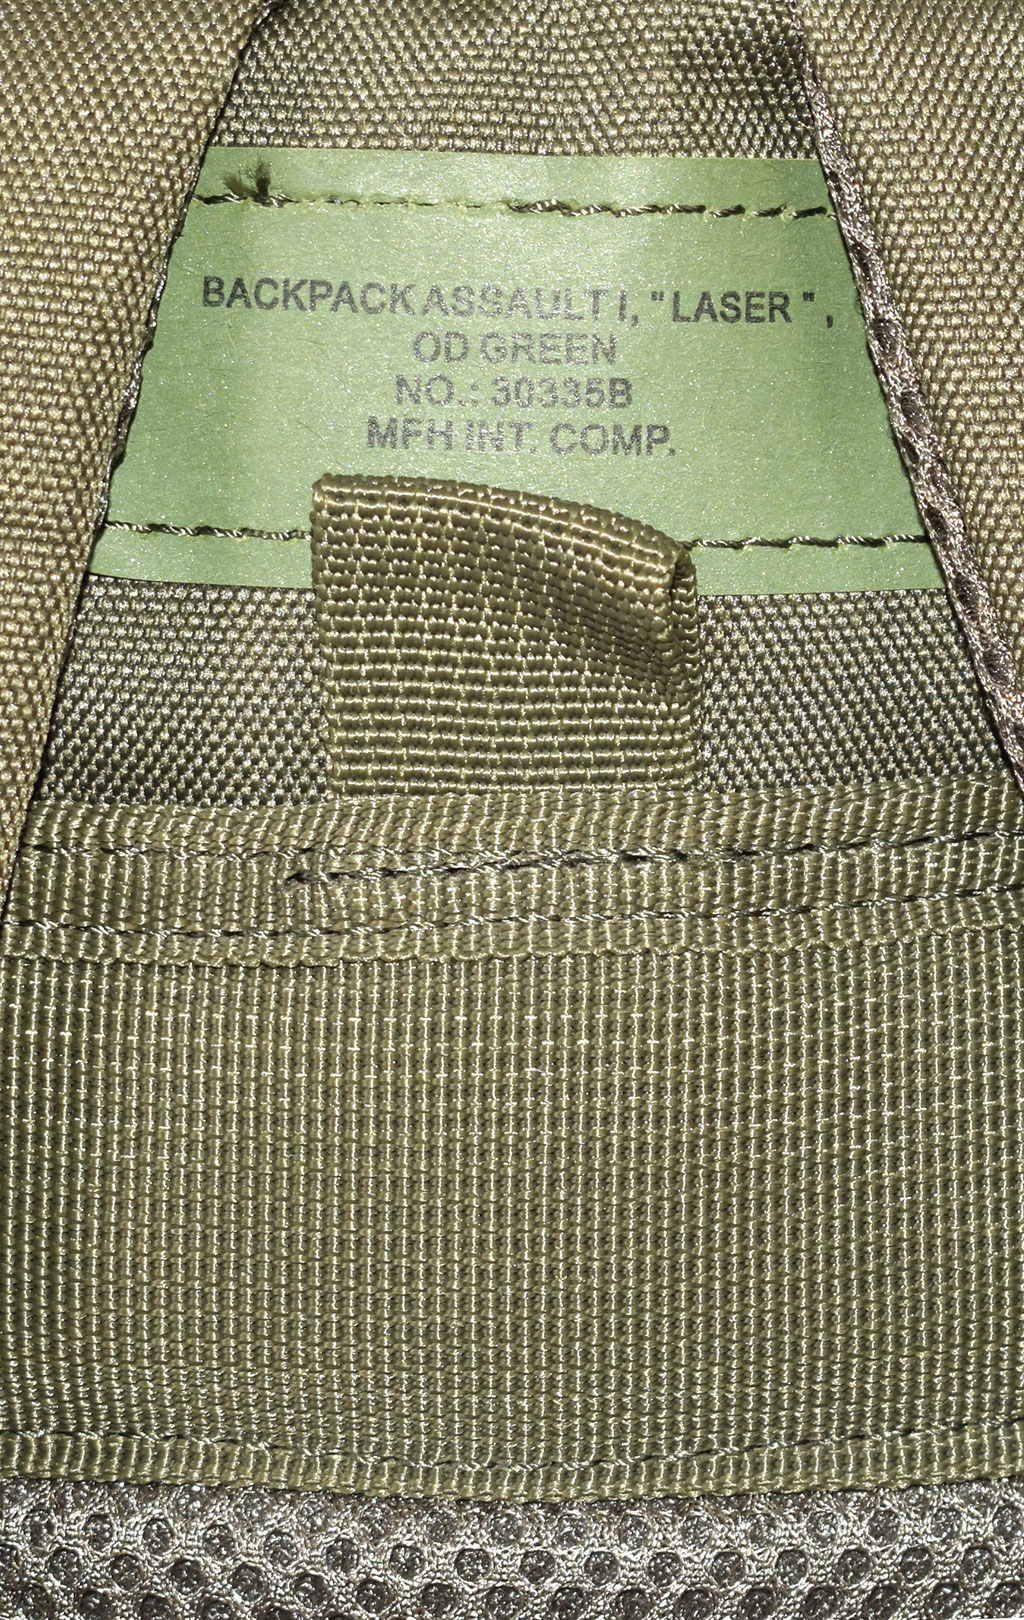 BACKPACK ASSAULT I, "LASER ",
OD GREEN
NO.: 30335B
MFH INT. COMP.